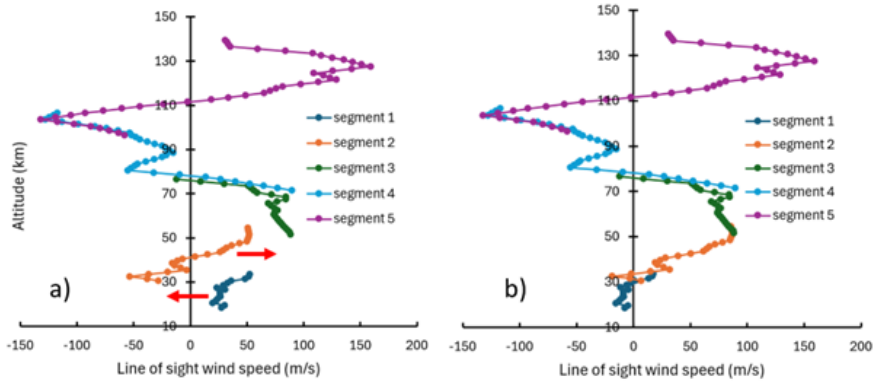 150
130
110
90
70
50
30
10
-150
-100
-50
0
50
100
150
200
Altitude (km)
Line of sight wind speed (m/s)
segment 1
segment 2
segment 3
segment 4
segment 5
a)
150
130
110
90
70
50
30
10
-150
-100
-50
0
50
100
150
200
Line of sight wind speed (m/s)
segment 1
segment 2
segment 3
segment 4
segment 5
b)